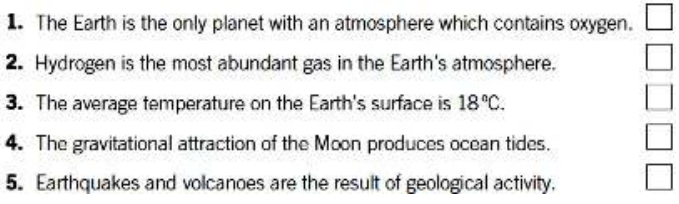 1. The Earth is the only planet with an atmosphere which contains oxygen.
2. Hydrogen is the most abundant gas in the Earth's atmosphere.
3. The average temperature on the Earth's surface is 18ºC.
4. The gravitational attraction of the Moon produces ocean tides.
5. Earthquakes and volcanoes are the result of geological activity.